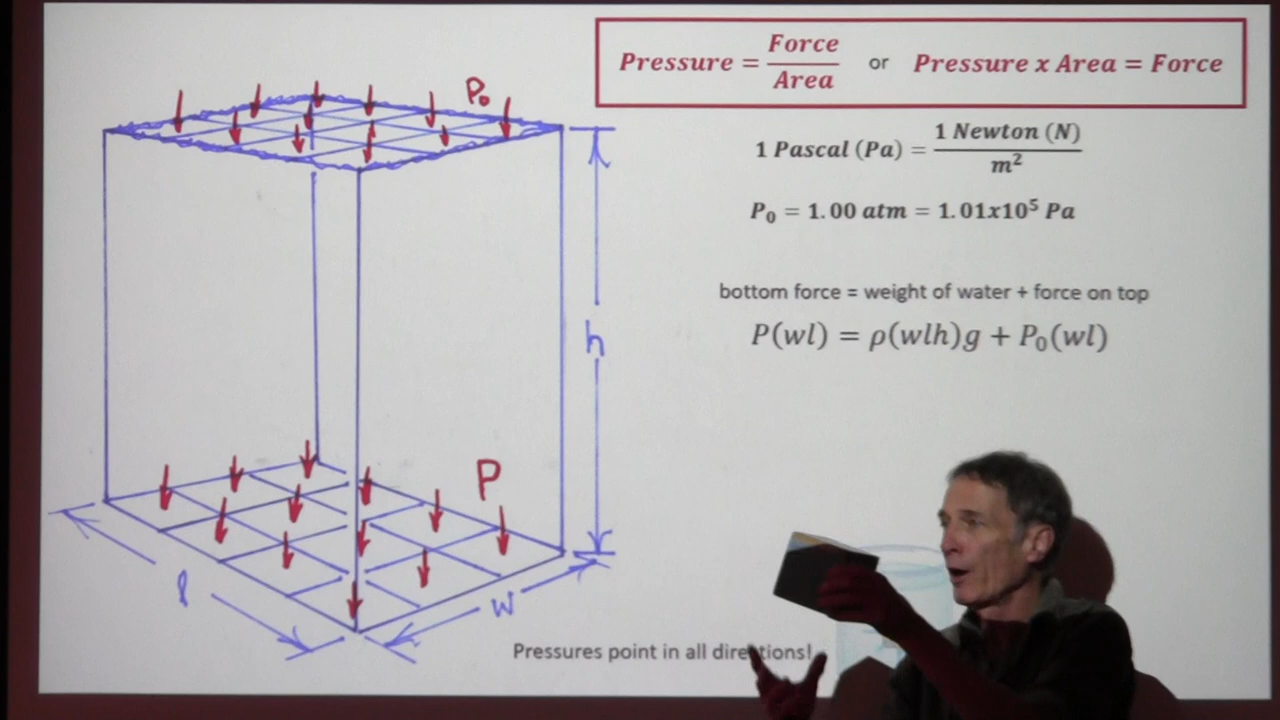 Pressure = Force / Area or Pressure x Area = Force
1 Pascal (Pa) = 1 Newton (N) / m²
P₀ = 1.00 atm = 1.01x10⁵ Pa
bottom force = weight of water + force on top
P(wl) = ρ(wlh)g + P₀(wl)
P₀
h
P
l
w
Pressures point in all directions!